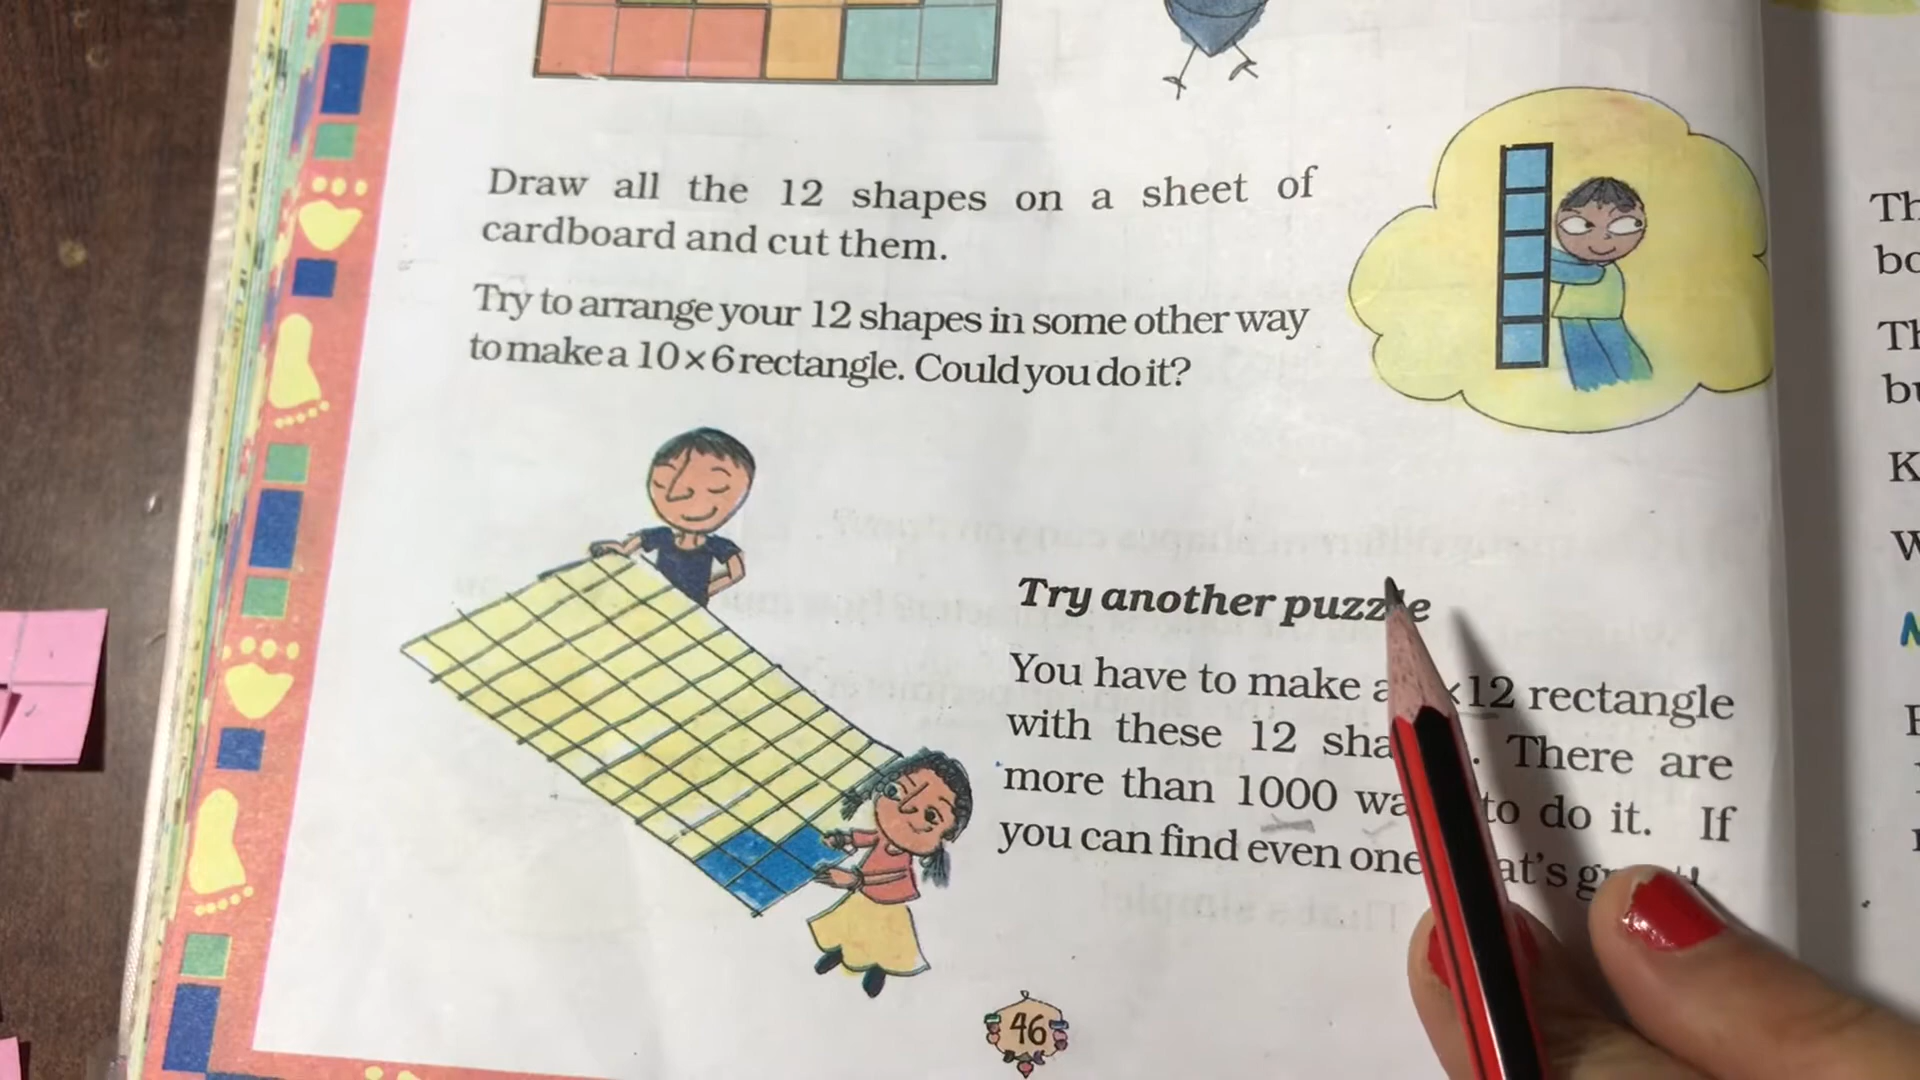 Draw all the 12 shapes on a sheet of
cardboard and cut them.
Try to arrange your 12 shapes in some other way
to make a 10×6 rectangle. Could you do it?
Try another puzzle
You have to make a ×12 rectangle
with these 12 There are
more than 1000 to do it. If
you can find even one
46
Th
K
W